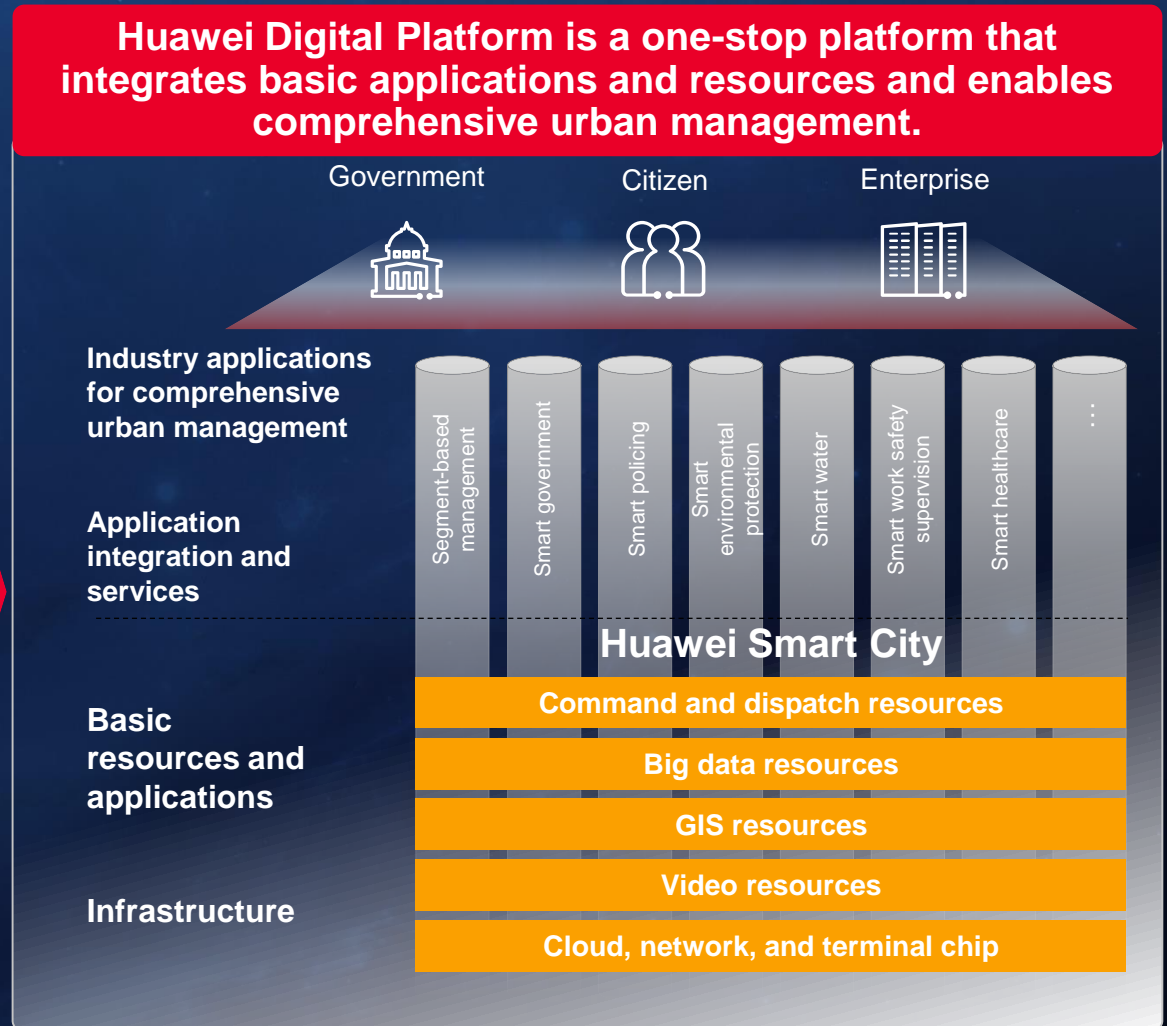 Huawei Digital Platform is a one-stop platform that
integrates basic applications and resources and enables
comprehensive urban management.
Government
Citizen
Enterprise
Industry applications
for comprehensive
urban management
Application
integration and
services
Segment-based
management
Smart government
Smart policing
Smart
environmental
protection
Smart water
Smart work safety
supervision
Smart healthcare
...
Huawei Smart City
Basic
resources and
applications
Command and dispatch resources
Big data resources
GIS resources
Infrastructure
Video resources
Cloud, network, and terminal chip